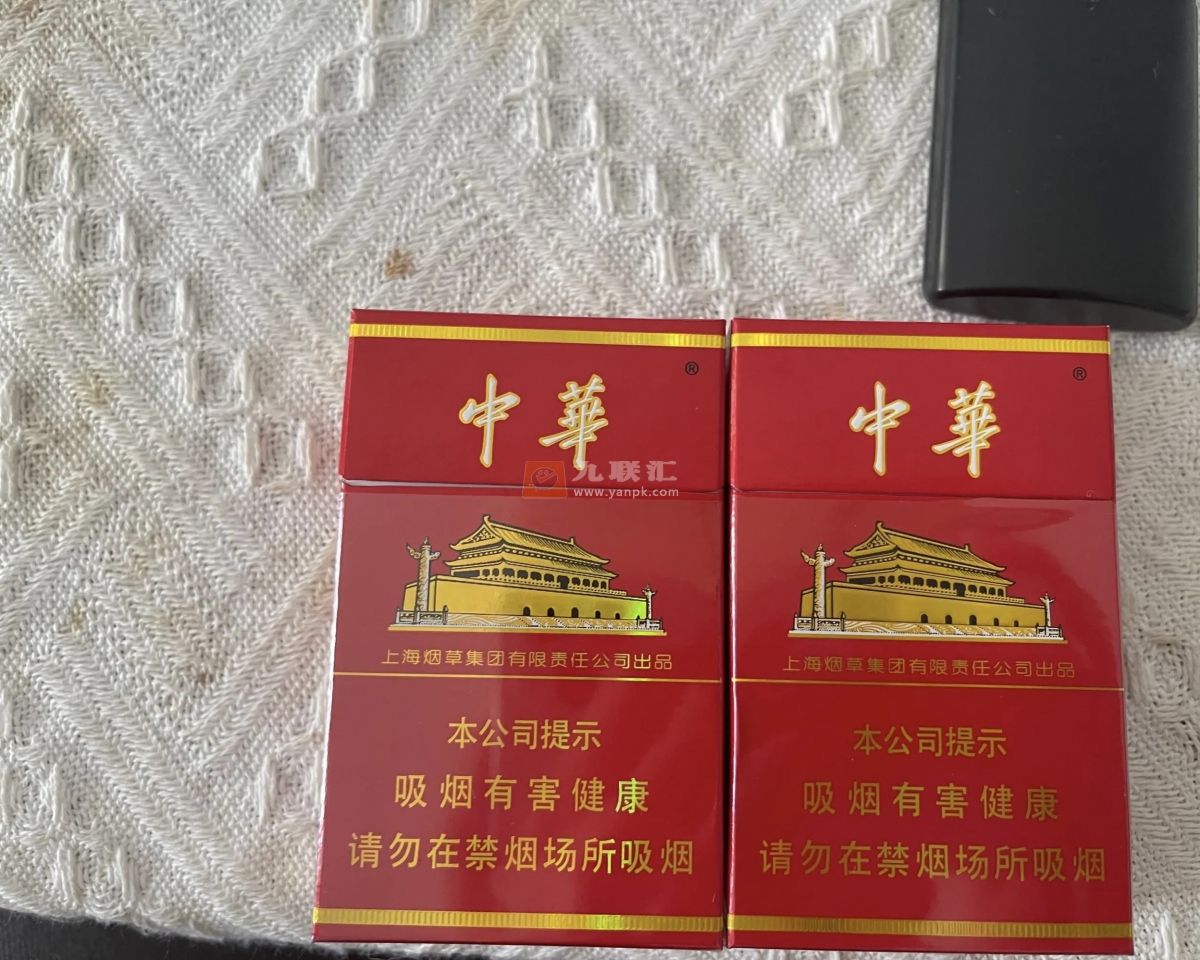 中華®
九联汇
www.yanpk.com
上海烟草集团有限责任公司出品
本公司提示
吸烟有害健康
请勿在禁烟场所吸烟
中華®
上海烟草集团有限责任公司出品
本公司提示
吸烟有害健康
请勿在禁烟场所吸烟